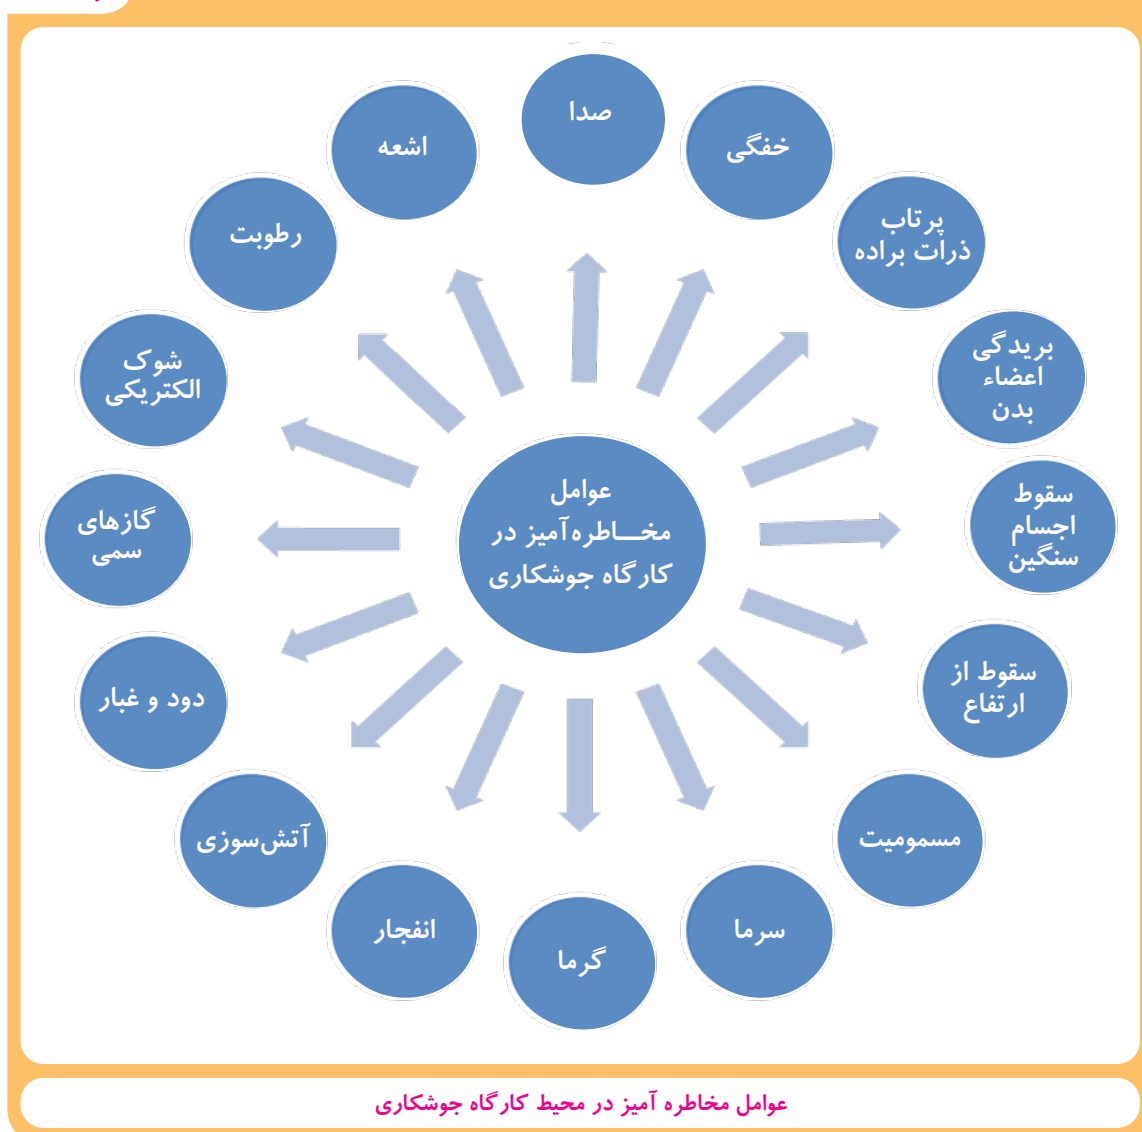 صدا
خفگی
پرتاب
ذرات براده
بریدگی
اعضاء
بدن
سقوط
اجسام
سنگین
سقوط از
ارتفاع
مسمومیت
سرما
گرما
انفجار
آتش‌سوزی
دود و غبار
گازهای
سمی
شوک
الکتریکی
رطوبت
اشعه
عوامل
مخـــاطره‌آمیز در
کارگاه جوشکاری
عوامل مخاطره آمیز در محیط کارگاه جوشکاری